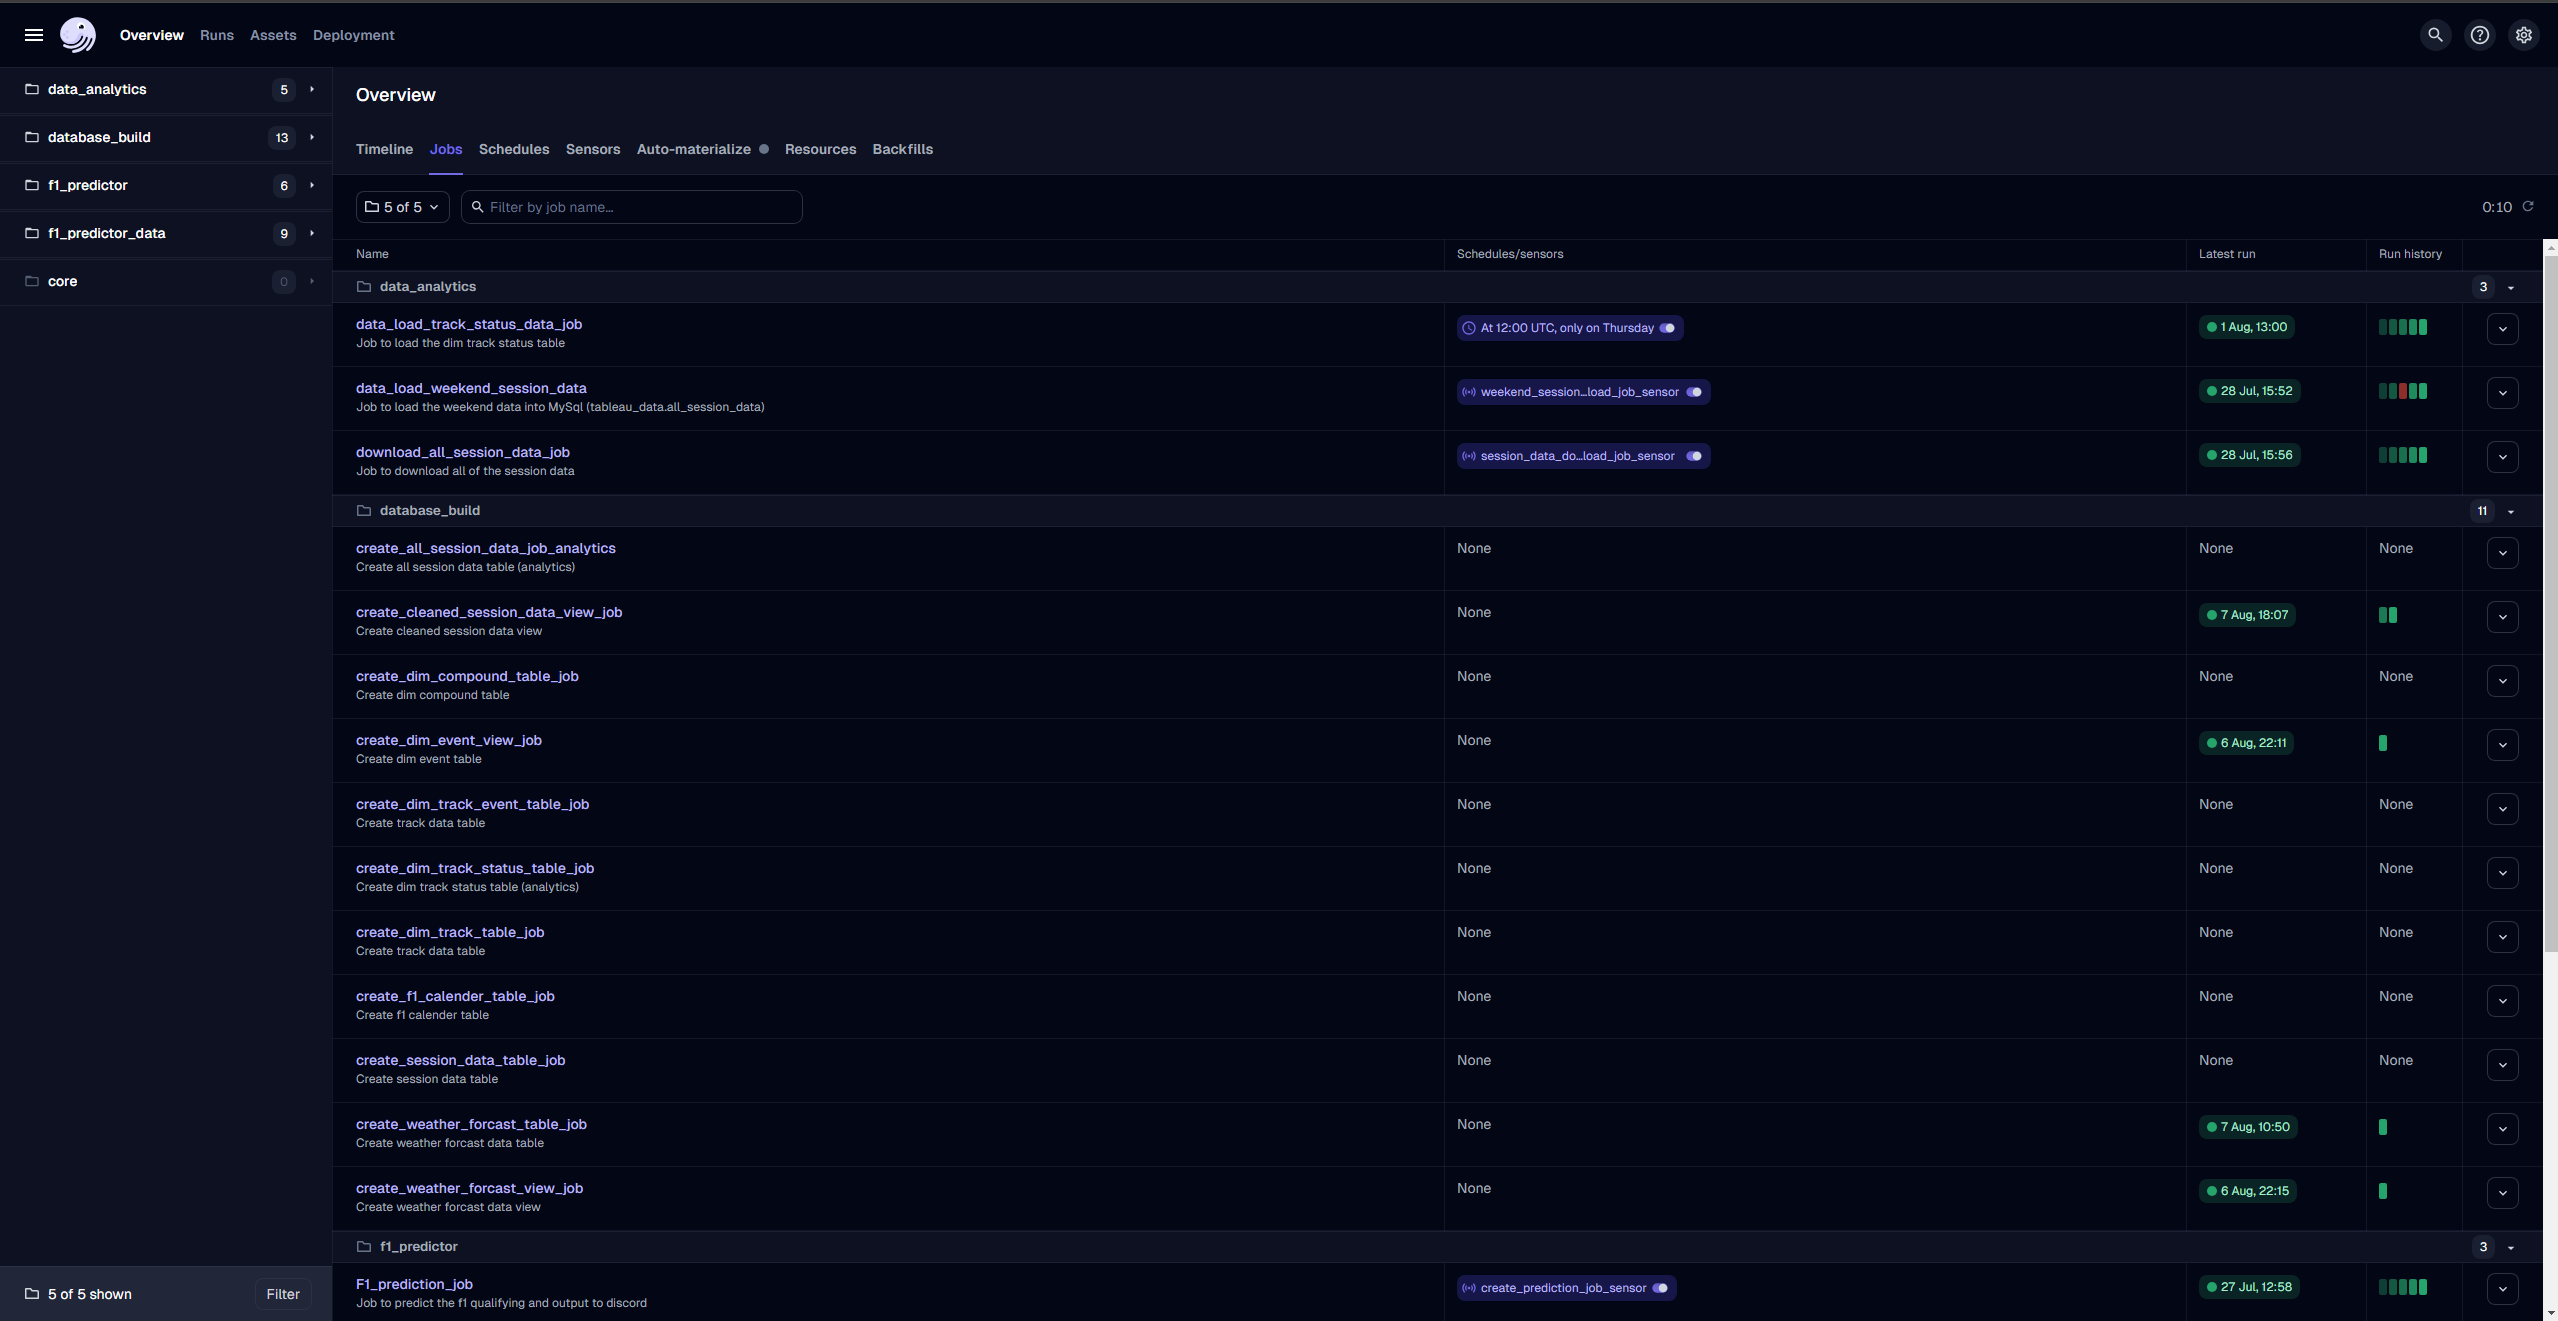 Overview Runs Assets Deployment
data_analytics 5
database_build 13
f1_predictor 6
f1_predictor_data 9
core 0
5 of 5 shown Filter
Overview
Timeline Jobs Schedules Sensors Auto-materialize Resources Backfills
5 of 5 Filter by job name... 0:10
Name Schedules/sensors Latest run Run history
data_analytics 3
data_load_track_status_data_job At 12:00 UTC, only on Thursday 1 Aug, 13:00
Job to load the dim track status table
data_load_weekend_session_data weekend_session...load_job_sensor 28 Jul, 15:52
Job to load the weekend data into MySql (tableau_data.all_session_data)
download_all_session_data_job session_data_do...load_job_sensor 28 Jul, 15:56
Job to download all of the session data
database_build 11
create_all_session_data_job_analytics None None None
Create all session data table (analytics)
create_cleaned_session_data_view_job None 7 Aug, 18:07
Create cleaned session data view
create_dim_compound_table_job None None None
Create dim compound table
create_dim_event_view_job None 6 Aug, 22:11
Create dim event table
create_dim_track_event_table_job None None None
Create track data table
create_dim_track_status_table_job None None None
Create dim track status table (analytics)
create_dim_track_table_job None None None
Create track data table
create_f1_calender_table_job None None None
Create f1 calender table
create_session_data_table_job None None None
Create session data table
create_weather_forcast_table_job None 7 Aug, 10:50
Create weather forcast data table
create_weather_forcast_view_job None 6 Aug, 22:15
Create weather forcast data view
f1_predictor 3
F1_prediction_job create_prediction_job_sensor 27 Jul, 12:58
Job to predict the f1 qualifying and output to discord